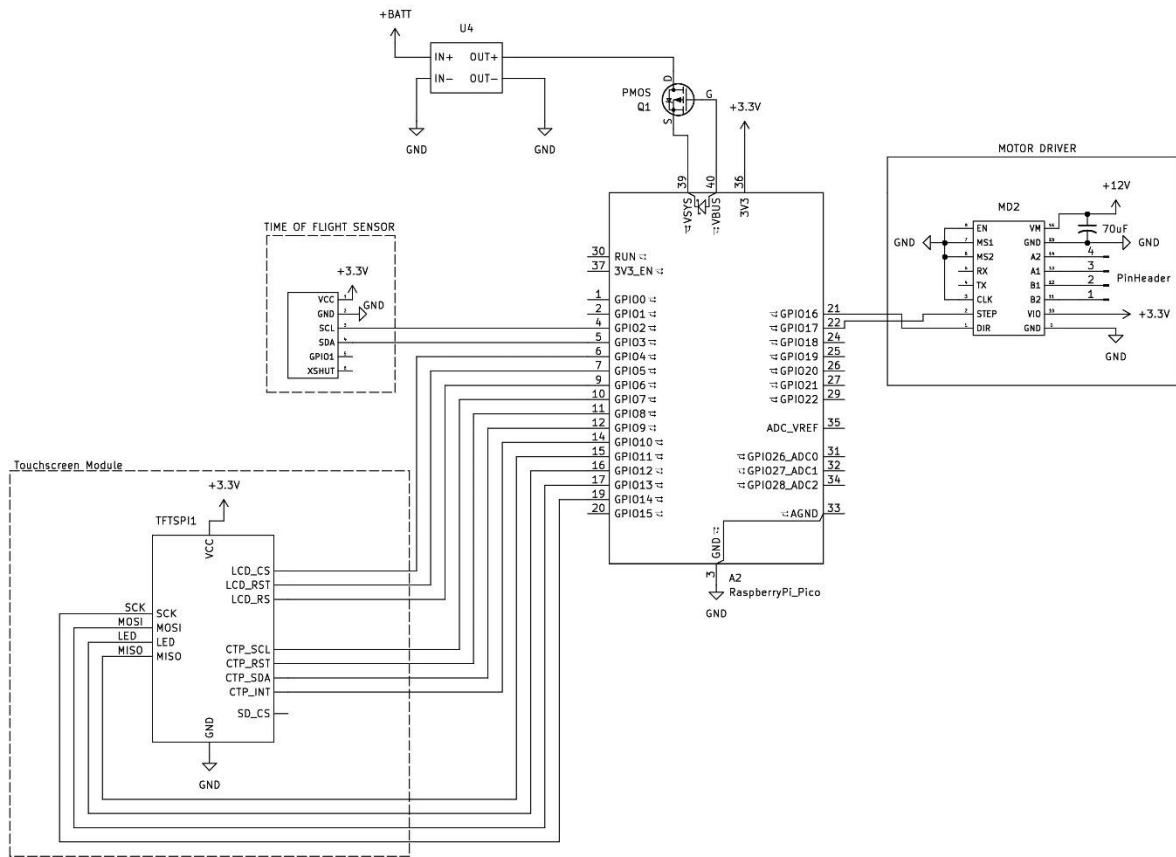 +BATT
U4
IN+ OUT+
IN- OUT-
GND
GND
PMOS
Q1
D
G
S
+3.3V
39
40
36
VSYS
VBUS
3V3
30 RUN
37 3V3_EN
1 GPIO0
2 GPIO1
4 GPIO2
5 GPIO3
6 GPIO4
7 GPIO5
9 GPIO6
10 GPIO7
11 GPIO8
12 GPIO9
14 GPIO10
15 GPIO11
16 GPIO12
17 GPIO13
19 GPIO14
20 GPIO15
GPIO16 21
GPIO17 22
GPIO18 24
GPIO19 25
GPIO20 26
GPIO21 27
GPIO22 29
ADC_VREF 35
GPIO26_ADC0 31
GPIO27_ADC1 32
GPIO28_ADC2 34
AGND 33
GND
3
A2
RaspberryPi_Pico
GND
MOTOR DRIVER
+12V
MD2
70uF
GND
EN VM
MS1 GND
MS2 A2 4
RX A1 3
TX B1 2
CLK B2 1
STEP VIO
DIR GND
GND
PinHeader
+3.3V
GND
TIME OF FLIGHT SENSOR
+3.3V
GND
VCC 1
GND 2
SCL 3
SDA 4
GPIO1 5
XSHUT 6
Touchscreen Module
+3.3V
TFTSPI1
VCC
LCD_CS
LCD_RST
LCD_RS
SCK SCK
MOSI MOSI
LED LED
MISO MISO
CTP_SCL
CTP_RST
CTP_SDA
CTP_INT
SD_CS
GND
GND